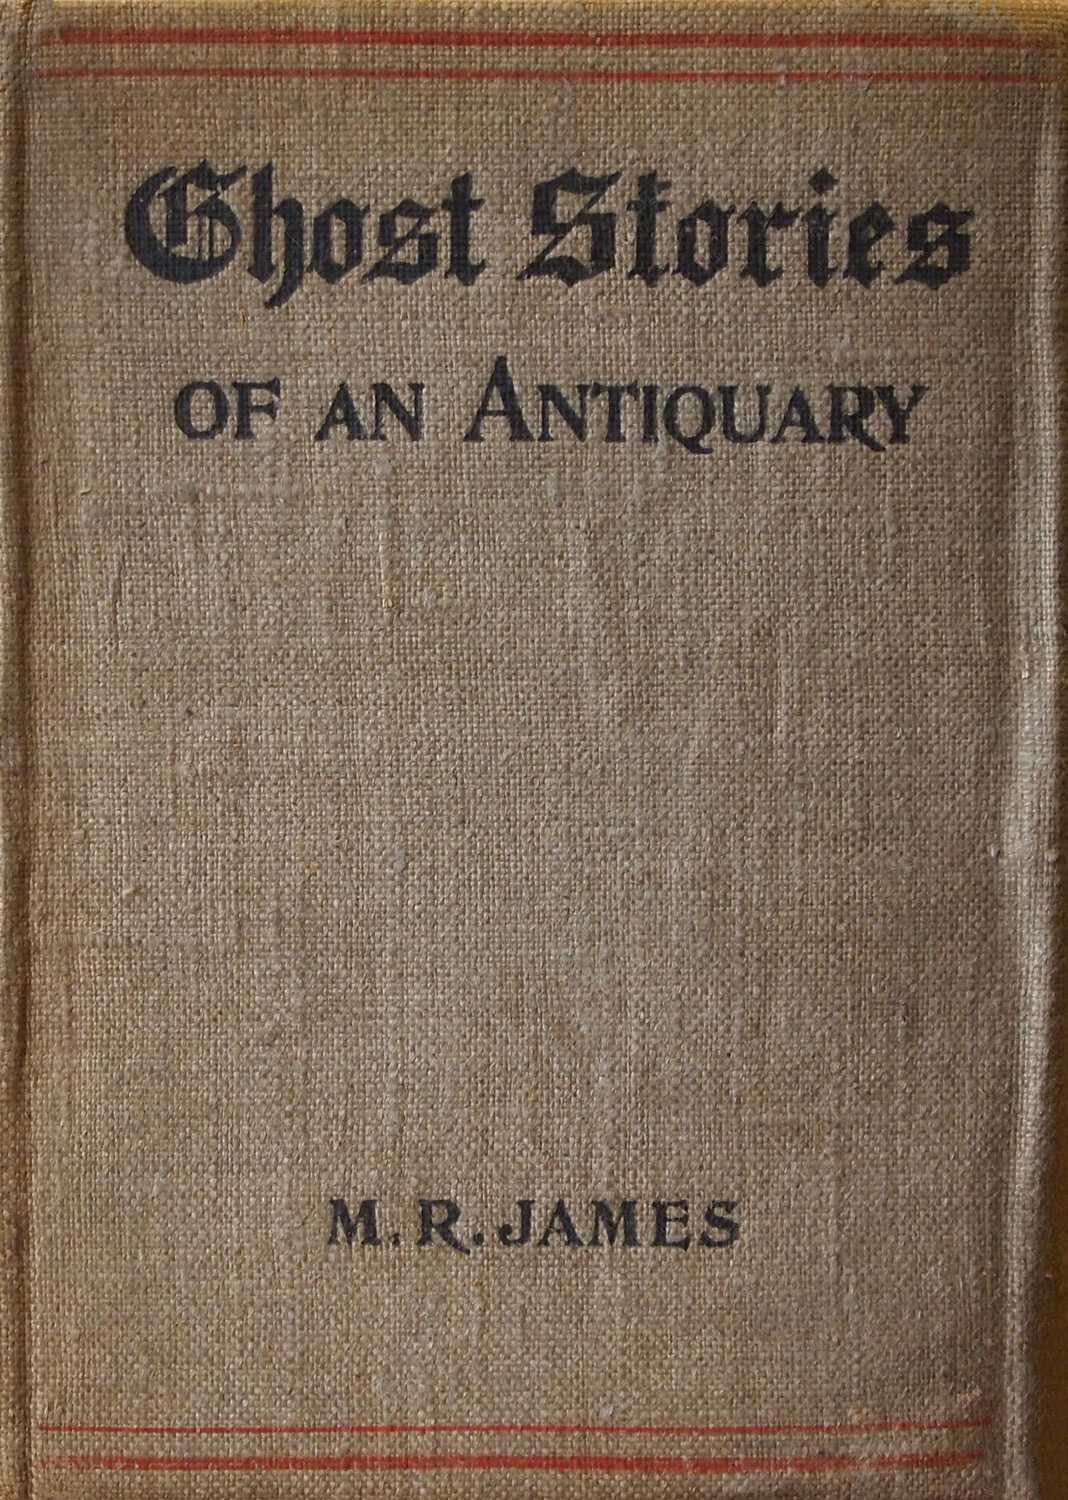 Ghost Stories
OF AN ANTIQUARY
M. R. JAMES